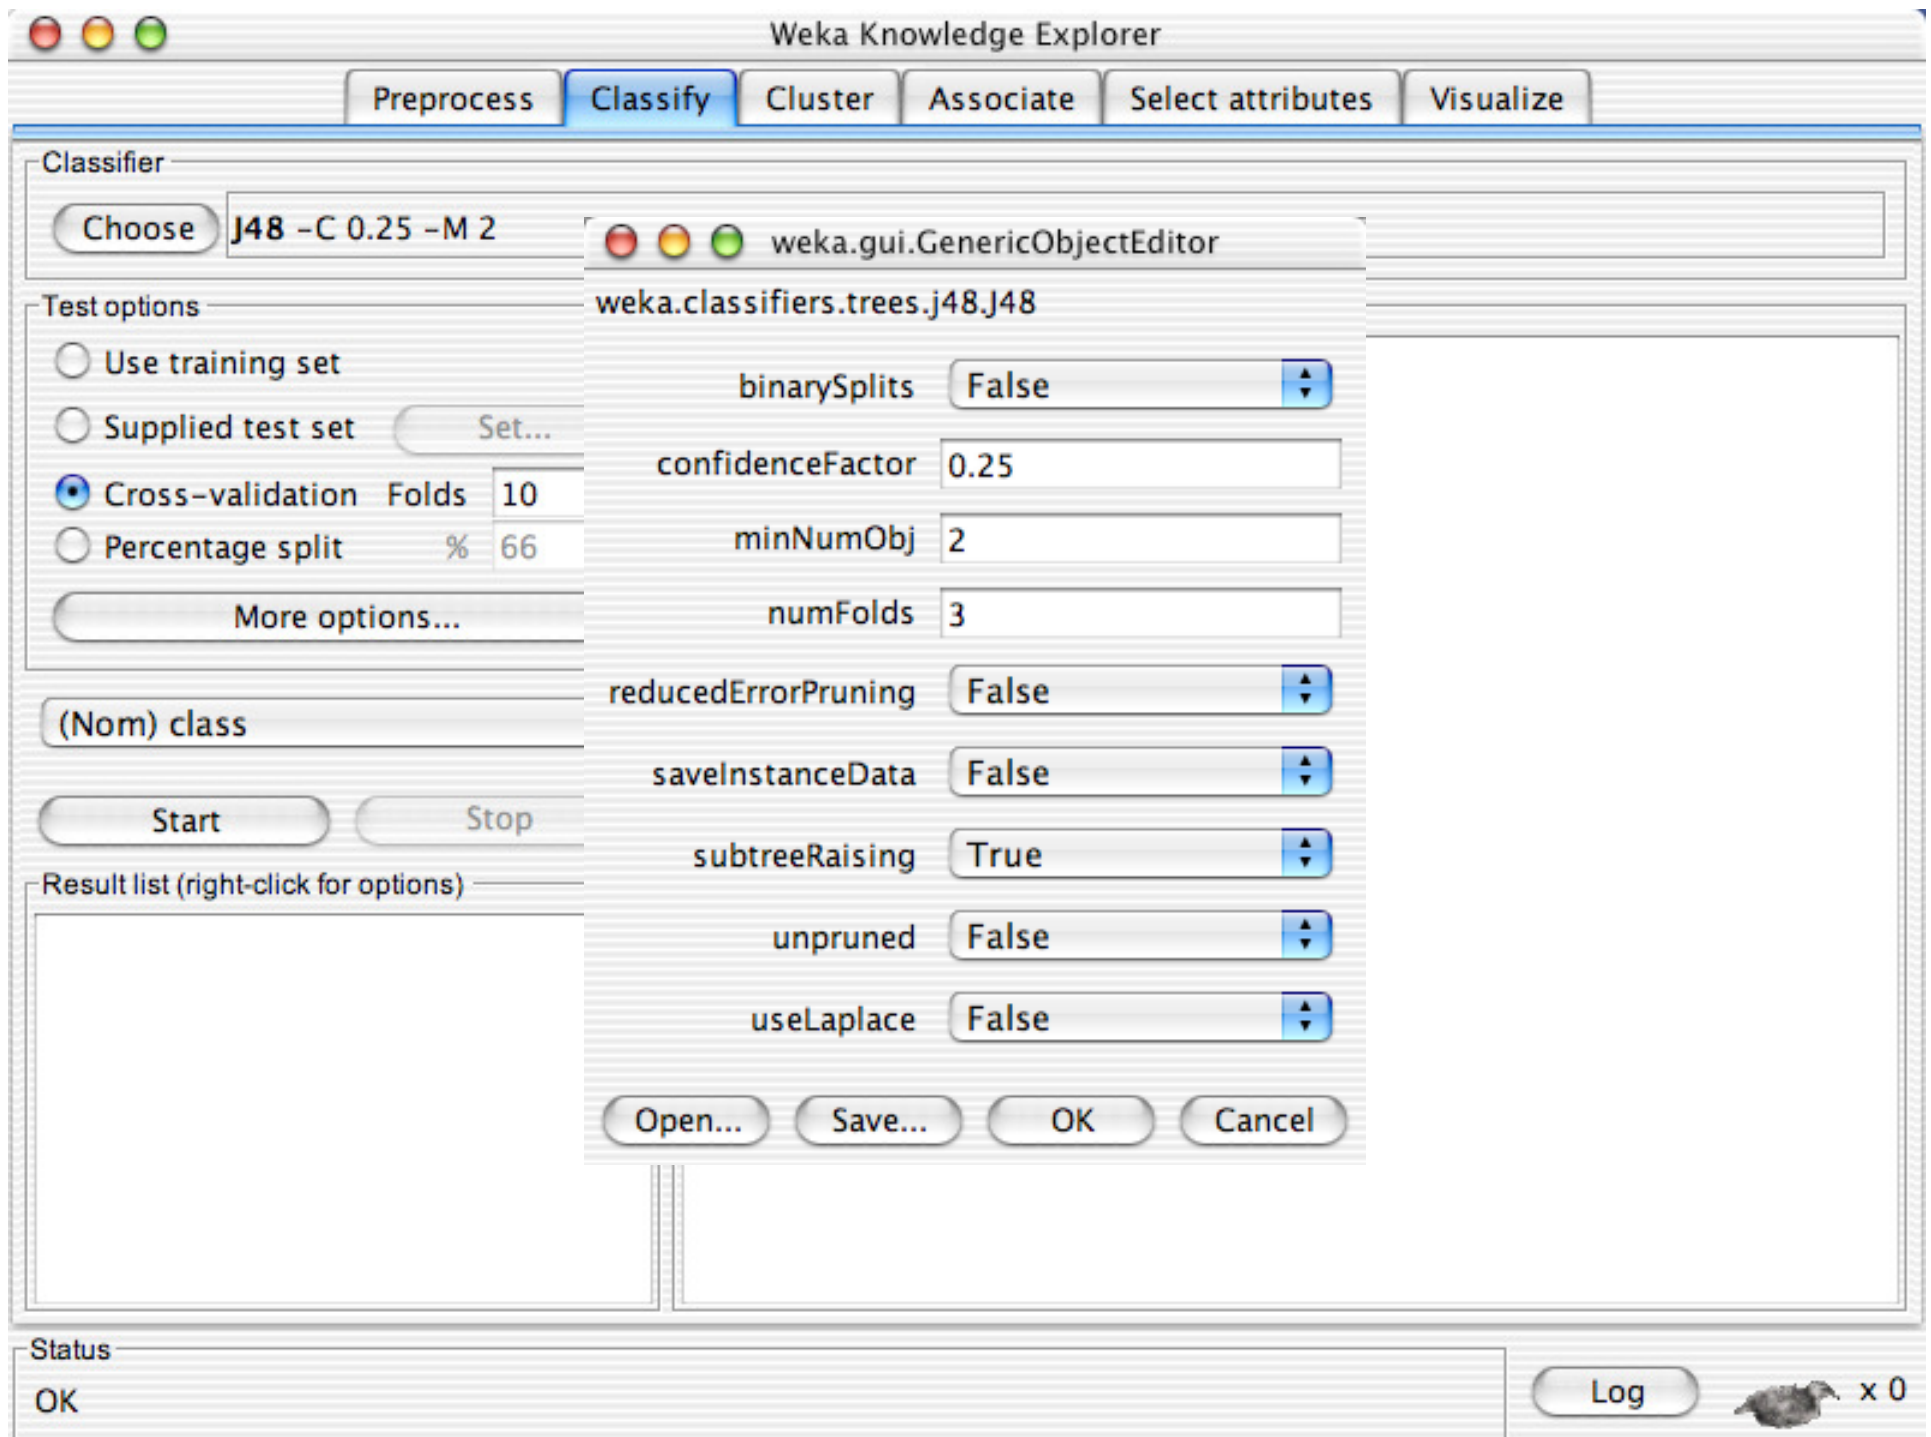 Weka Knowledge Explorer
Preprocess Classify Cluster Associate Select attributes Visualize
Classifier
Choose J48 -C 0.25 -M 2
Test options
Use training set
Supplied test set Set...
Cross-validation Folds 10
Percentage split % 66
More options...
(Nom) class
Start Stop
Result list (right-click for options)
weka.gui.GenericObjectEditor
weka.classifiers.trees.j48.J48
binarySplits False
confidenceFactor 0.25
minNumObj 2
numFolds 3
reducedErrorPruning False
saveInstanceData False
subtreeRaising True
unpruned False
useLaplace False
Open... Save... OK Cancel
Status
OK
Log x 0